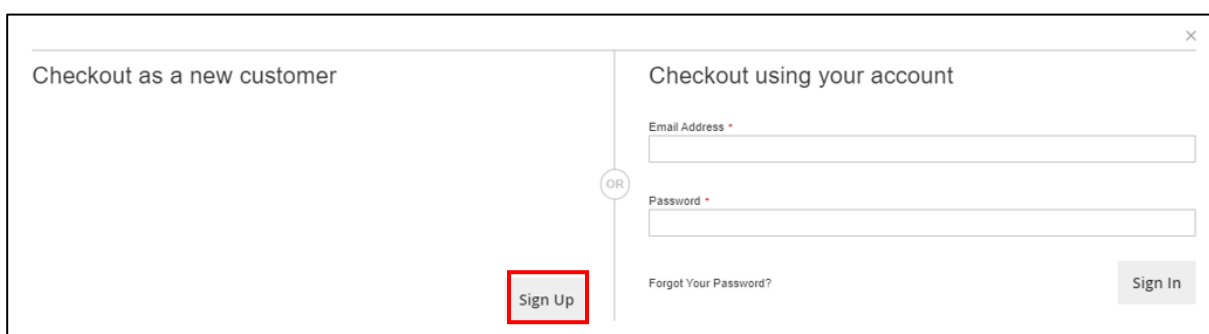 Checkout as a new customer
Sign Up
OR
Checkout using your account
Email Address *
Password *
Forgot Your Password?
Sign In